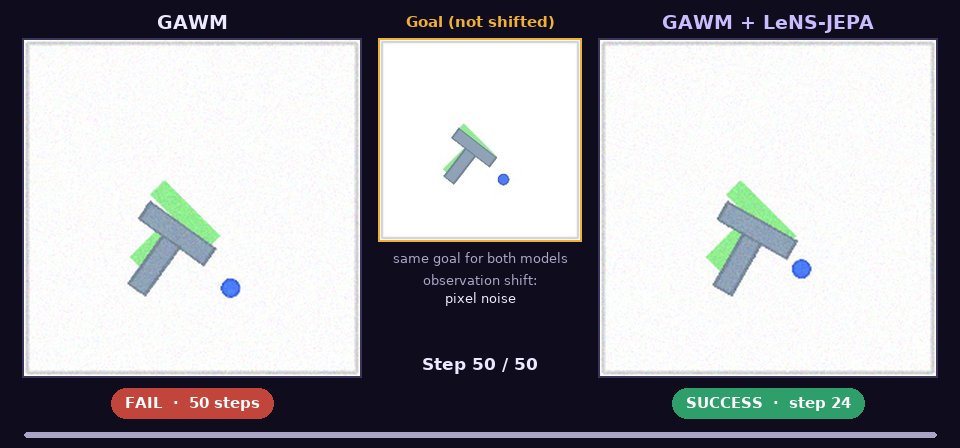 GAWM
Goal (not shifted)
GAWM + LeNS-JEPA
same goal for both models
observation shift:
pixel noise
Step 50 / 50
FAIL · 50 steps
SUCCESS · step 24